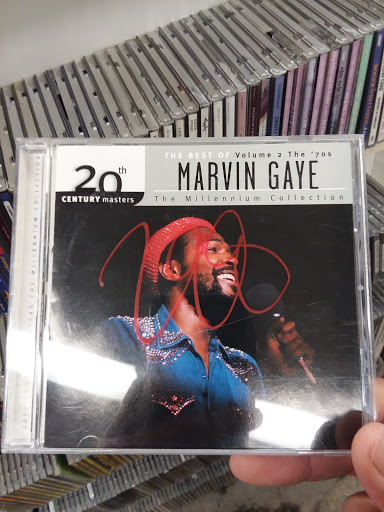 THE BEST OF Volume 2 The '70s
20th
MARVIN GAYE
CENTURY masters
The Millennium Collection